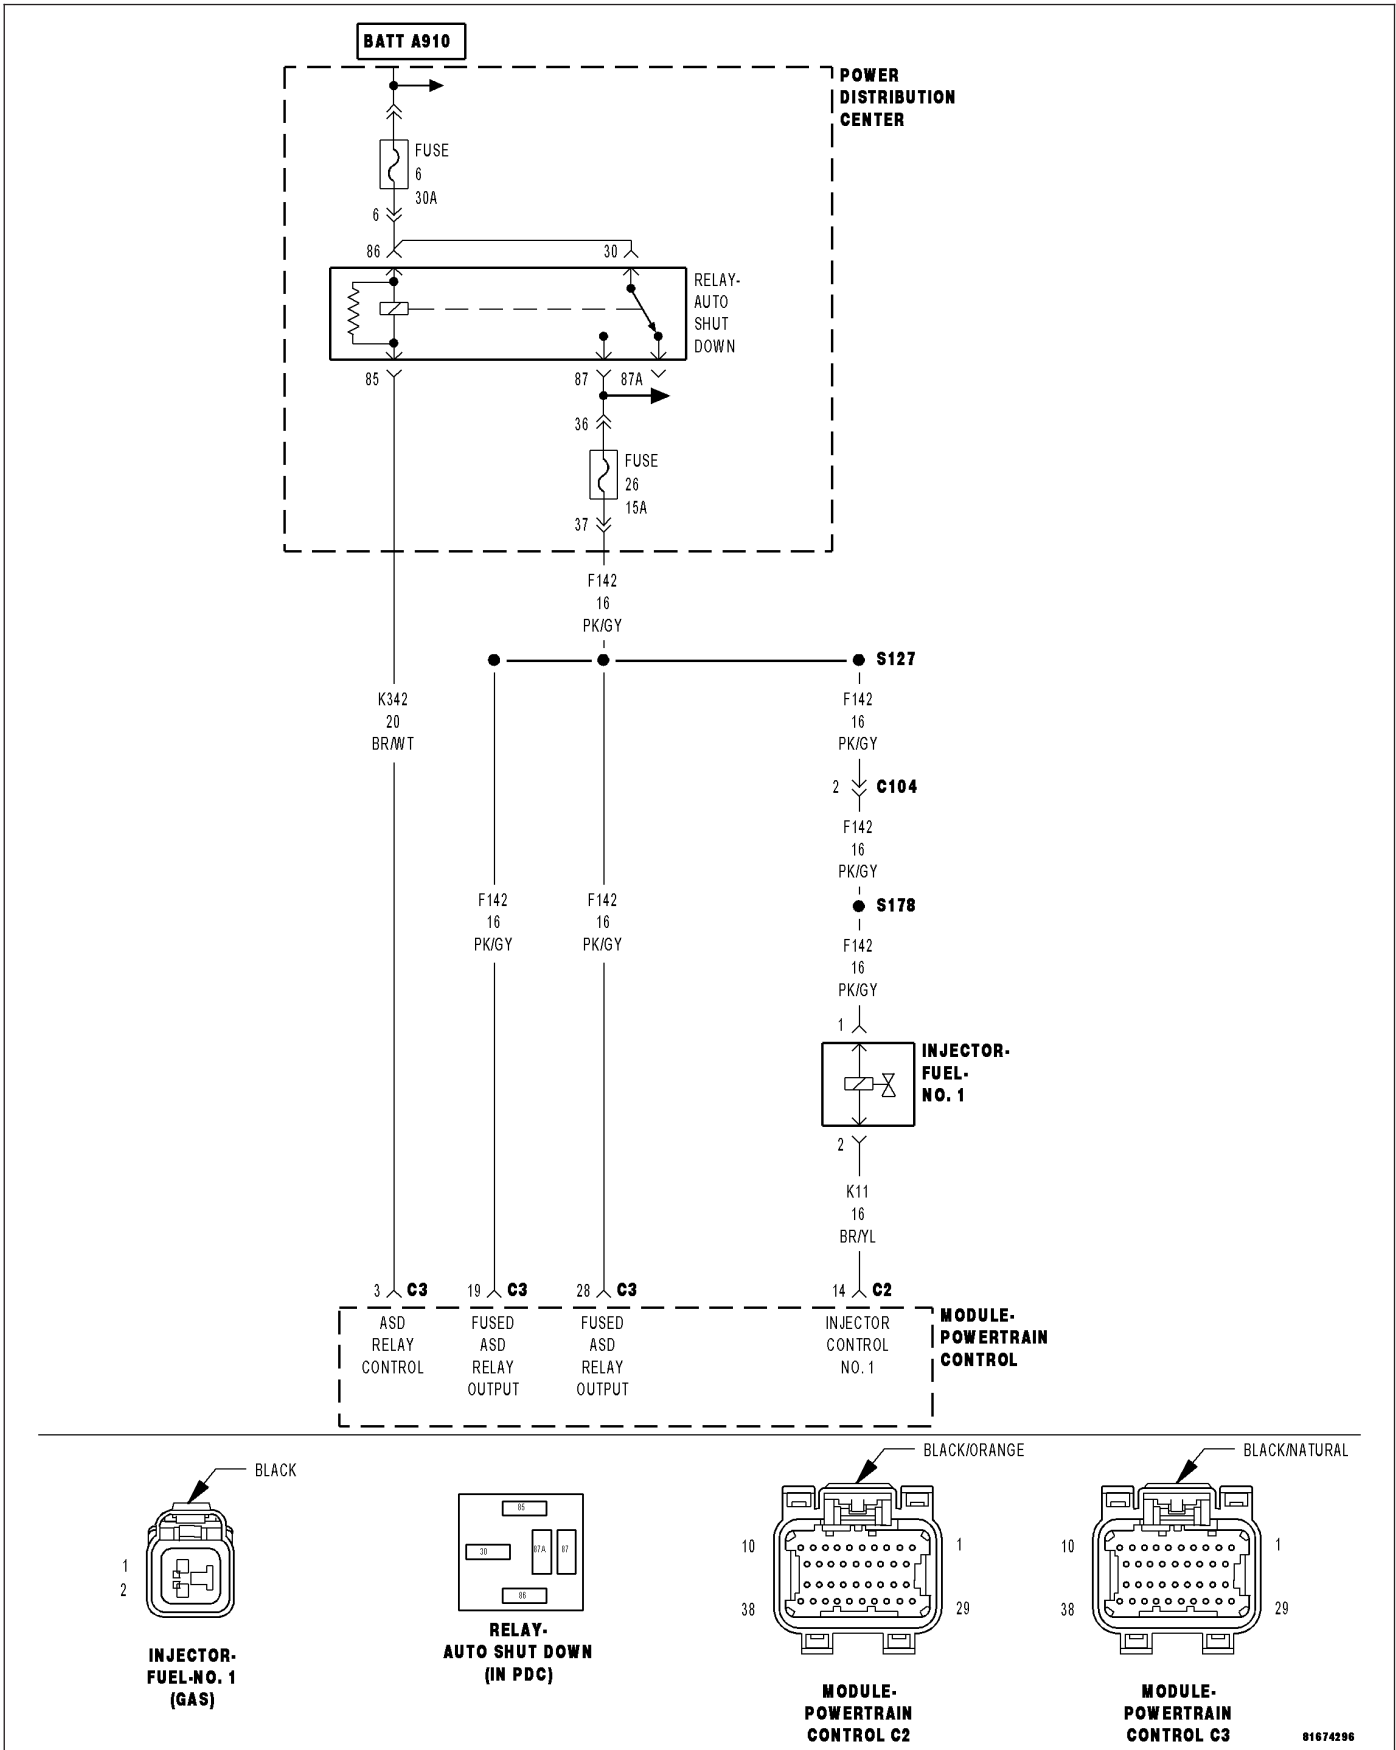 BATT A910
POWER
DISTRIBUTION
CENTER
FUSE
6
30A
6
86
30
RELAY-
AUTO
SHUT
DOWN
85
87
87A
36
FUSE
26
15A
37
F142
16
PK/GY
S127
K342
20
BR/WT
F142
16
PK/GY
2
C104
F142
16
PK/GY
F142
16
PK/GY
F142
16
PK/GY
S178
F142
16
PK/GY
1
INJECTOR-
FUEL-
NO. 1
2
K11
16
BR/YL
3 C3
19 C3
28 C3
14 C2
ASD
RELAY
CONTROL
FUSED
ASD
RELAY
OUTPUT
FUSED
ASD
RELAY
OUTPUT
INJECTOR
CONTROL
NO. 1
MODULE-
POWERTRAIN
CONTROL
BLACK
1
2
INJECTOR-
FUEL-NO. 1
(GAS)
85
30
87A
87
86
RELAY-
AUTO SHUT DOWN
(IN PDC)
BLACK/ORANGE
10
1
38
29
MODULE-
POWERTRAIN
CONTROL C2
BLACK/NATURAL
10
1
38
29
MODULE-
POWERTRAIN
CONTROL C3
81674296